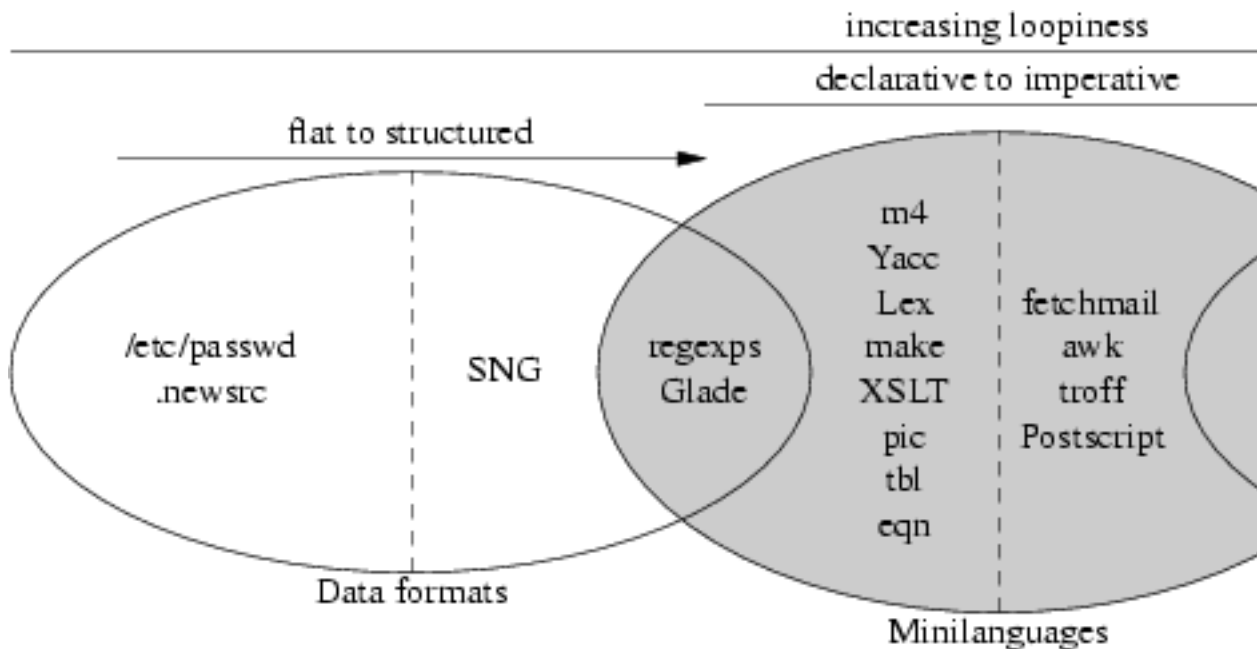 increasing loopiness
declarative to imperative
flat to structured
/etc/passwd
.newsrc
SNG
regexps
Glade
m4
Yacc
Lex
make
XSLT
pic
tbl
eqn
fetchmail
awk
troff
Postscript
Data formats
Minilanguages